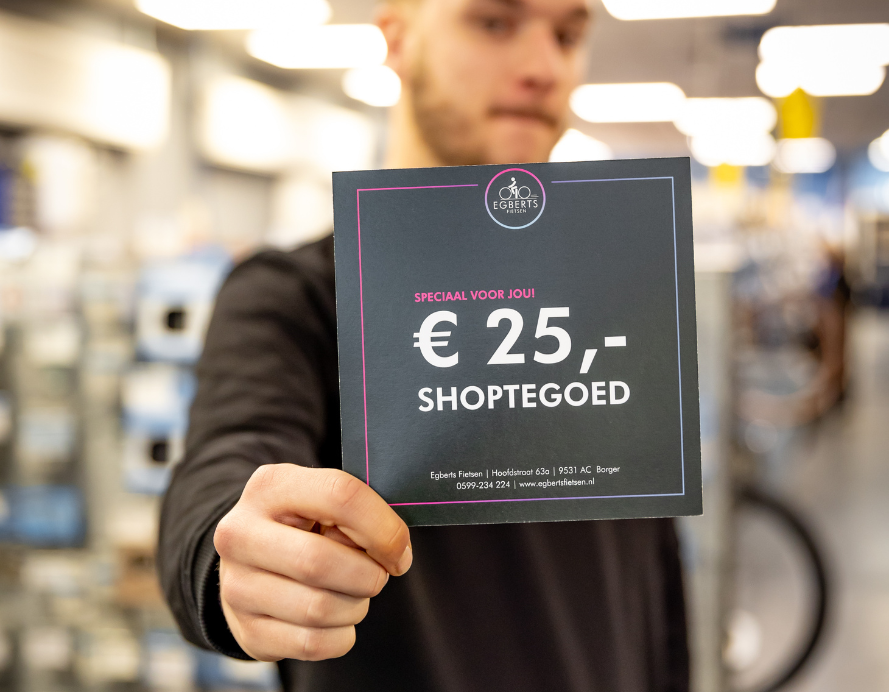 EGBERTS
FIETSEN
SPECIAAL VOOR JOU!
€ 25,-
SHOPTEGOED
Egberts Fietsen | Hoofdstraat 63a | 9531 AC Borger
0599-234 224 | www.egbertsfietsen.nl